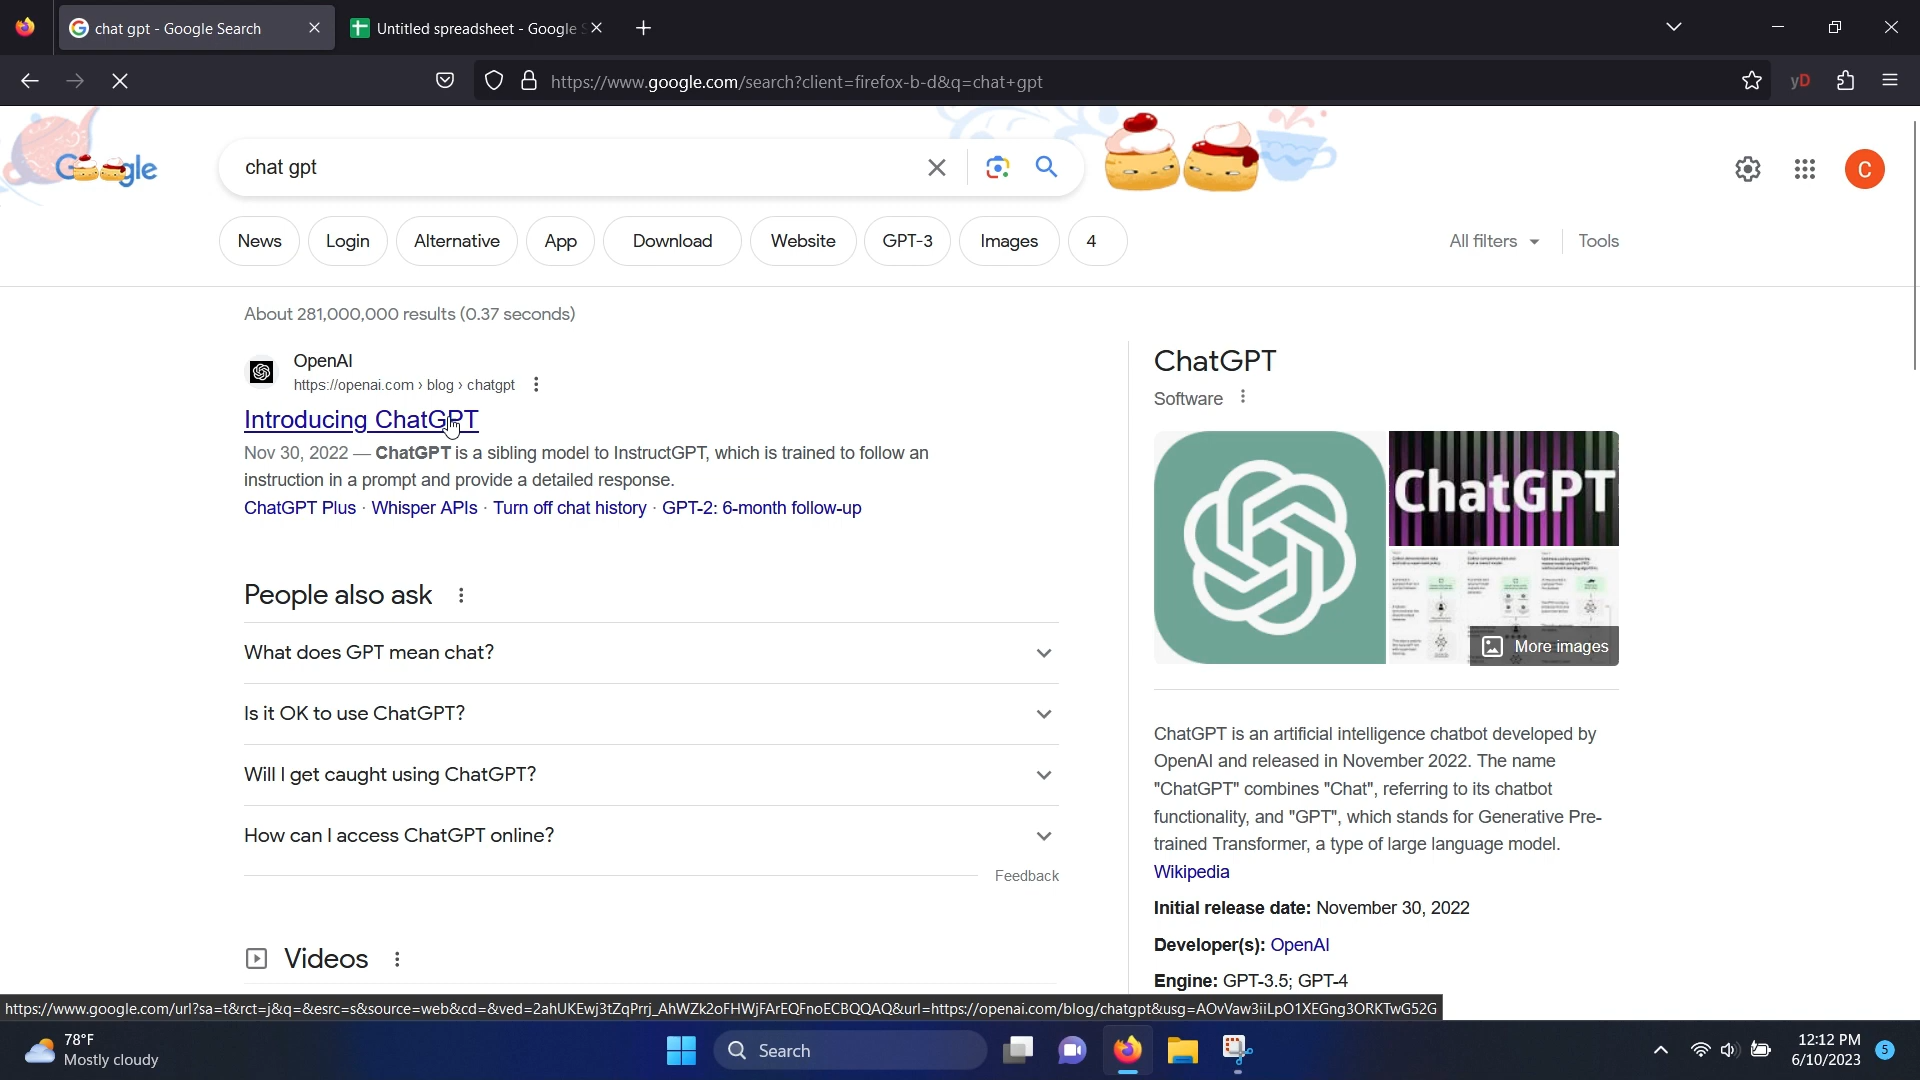 chat gpt - Google Search
Untitled spreadsheet - Google
https://www.google.com/search?client=firefox-b-d&q=chat+gpt
yD
Google
chat gpt
C
News
Login
Alternative
App
Download
Website
GPT-3
Images
4
All filters
Tools
About 281,000,000 results (0.37 seconds)
OpenAI
https://openai.com › blog › chatgpt
Introducing ChatGPT
Nov 30, 2022 — ChatGPT is a sibling model to InstructGPT, which is trained to follow an
instruction in a prompt and provide a detailed response.
ChatGPT Plus · Whisper APIs · Turn off chat history · GPT-2: 6-month follow-up
People also ask
What does GPT mean chat?
Is it OK to use ChatGPT?
Will I get caught using ChatGPT?
How can I access ChatGPT online?
Feedback
Videos
ChatGPT
Software
ChatGPT
More images
ChatGPT is an artificial intelligence chatbot developed by
OpenAI and released in November 2022. The name
"ChatGPT" combines "Chat", referring to its chatbot
functionality, and "GPT", which stands for Generative Pre-
trained Transformer, a type of large language model.
Wikipedia
Initial release date: November 30, 2022
Developer(s): OpenAI
Engine: GPT-3.5; GPT-4
https://www.google.com/url?sa=t&rct=j&q=&esrc=s&source=web&cd=&ved=2ahUKEwj3tZqPrrj_AhWZk2oFHWjFArEQFnoECBQQAQ&url=https://openai.com/blog/chatgpt&usg=AOvVaw3iiLpO1XEGng3ORKTwG52G
78°F
Mostly cloudy
Search
12:12 PM
6/10/2023
5